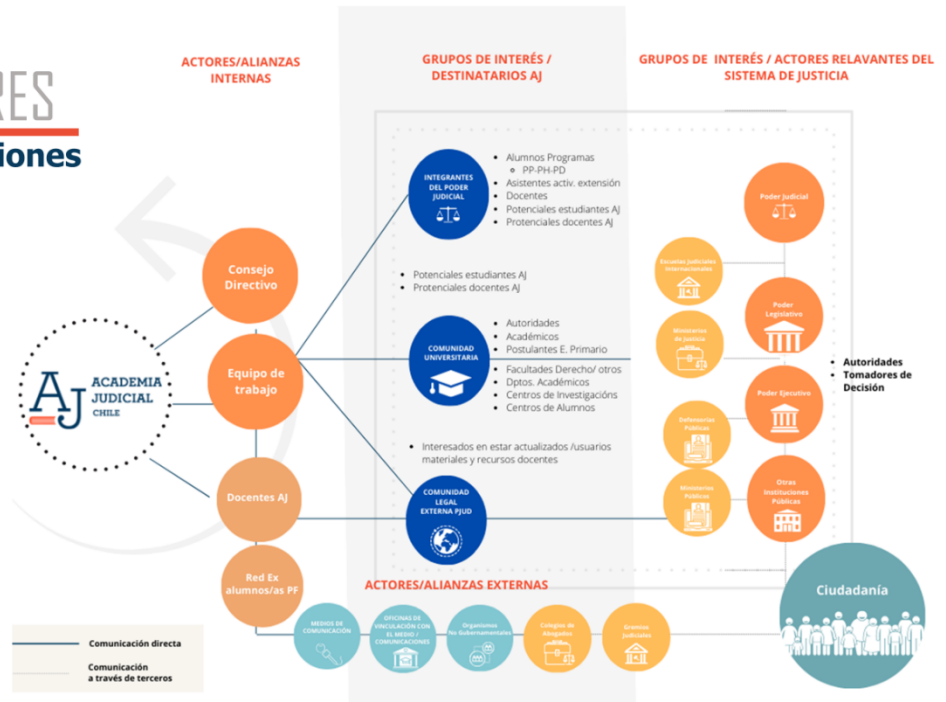 RES
iones
ACTORES/ALIANZAS
INTERNAS
GRUPOS DE INTERÉS /
DESTINATARIOS AJ
GRUPOS DE INTERÉS / ACTORES RELAVANTES DEL
SISTEMA DE JUSTICIA
AJ
ACADEMIA
JUDICIAL
CHILE
Consejo
Directivo
Equipo de
trabajo
Docentes AJ
Red Ex
alumnos/as PF
INTEGRANTES
DEL PODER
JUDICIAL
• Alumnos Programas
PP-PH-PD
• Asistentes activ. extensión
• Docentes
• Potenciales estudiantes AJ
• Protenciales docentes AJ
• Potenciales estudiantes AJ
• Protenciales docentes AJ
COMUNIDAD
UNIVERSITARIA
• Autoridades
• Académicos
• Postulantes E. Primario
• Facultades Derecho/ otros
• Dptos. Académicos
• Centros de Investigacións
• Centros de Alumnos
• Interesados en estar actualizados /usuarios
materiales y recursos docentes
COMUNIDAD
LEGAL
EXTERNA PJUD
Poder Judicial
Escuelas Judiciales
Internacionales
Poder
Legislativo
Ministerios
de Justicia
Poder Ejecutivo
Defensorías
Públicas
Otras
Instituciones
Públicas
Ministerios
Públicos
• Autoridades
• Tomadores de
Decisión
ACTORES/ALIANZAS EXTERNAS
MEDIOS DE
COMUNICACIÓN
OFICINAS DE
VINCULACIÓN CON
EL MEDIO /
COMUNICACIONES
Organismos
No Gubernamentales
Colegios de
Abogados
Gremios
Judiciales
Ciudadanía
Comunicación directa
Comunicación
a través de terceros